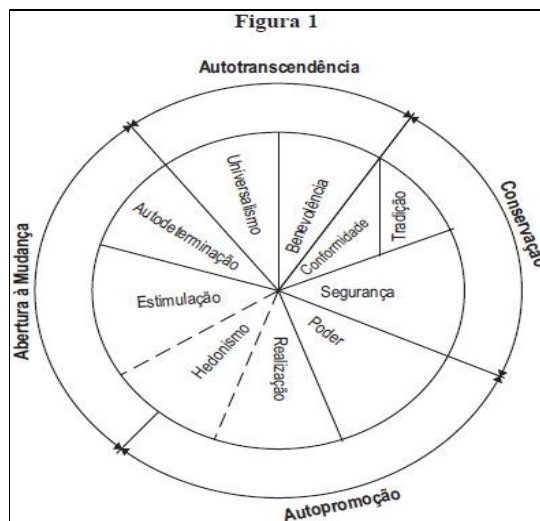 Figura 1
Autotranscendência
Universalismo
Benevolência
Conformidade
Tradição
Conservação
Autodeterminação
Abertura à Mudança
Estimulação
Segurança
Hedonismo
Realização
Poder
Autopromoção